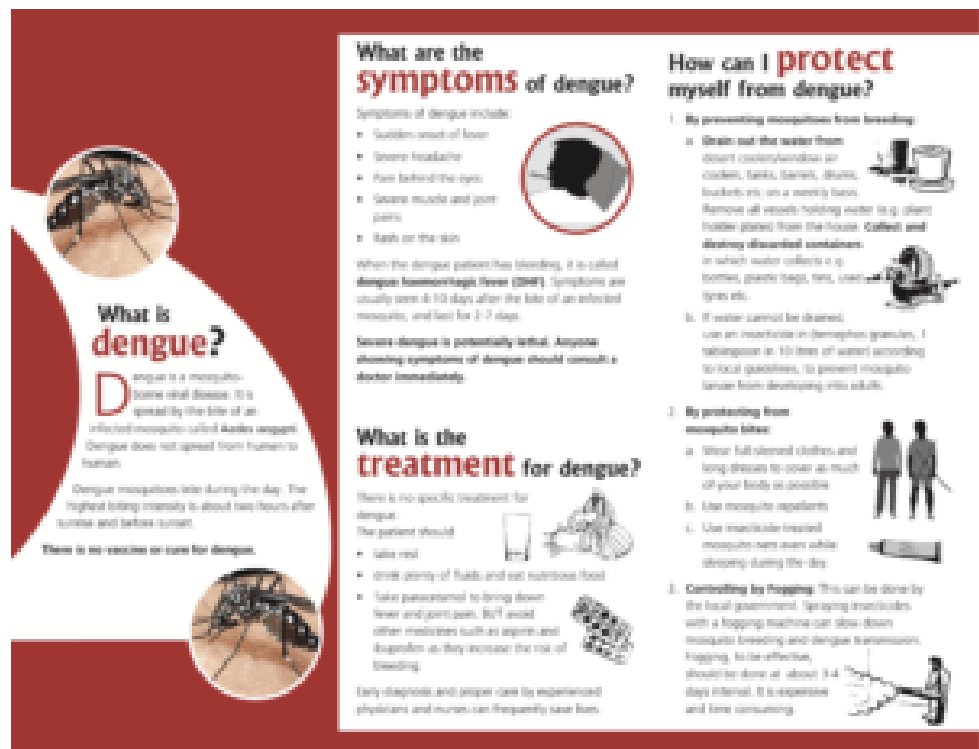 What is
dengue?
Dengue is a mosquito-
borne viral disease. It is
spread by the bite of an
infected mosquito called Aedes aegypti.
Dengue does not spread from human to
human.
Dengue mosquitoes bite during the day. The
highest biting intensity is about two hours after
sunrise and before sunset.
There is no vaccine or cure for dengue.
What are the
symptoms of dengue?
Symptoms of dengue include:
• Sudden onset of fever
• Severe headache
• Pain behind the eyes
• Severe muscle and joint
pains
• Rash on the skin
When the dengue patient has bleeding, it is called
dengue haemorrhagic fever (DHF). Symptoms are
usually seen 4-10 days after the bite of an infected
mosquito, and last for 2-7 days.
Severe dengue is potentially lethal. Anyone
showing symptoms of dengue should consult a
doctor immediately.
What is the
treatment for dengue?
There is no specific treatment for
dengue.
The patient should
• take rest
• drink plenty of fluids and eat nutritious food
• Take paracetamol to bring down
fever and joint pain, BUT avoid
other medicines such as aspirin and
ibuprofen as they increase the risk of
bleeding.
Early diagnosis and proper care by experienced
physicians and nurses can frequently save lives.
How can I protect
myself from dengue?
1. By preventing mosquitoes from breeding:
a. Drain out the water from
desert coolers/window air
coolers, tanks, barrels, drums,
buckets etc on a weekly basis.
Remove all vessels holding water (e.g. plant
holder plates) from the house. Collect and
destroy discarded containers
in which water collects e.g.
bottles, plastic bags, tins, used
tyres etc.
b. If water cannot be drained,
use an insecticide in (temephos granules, 1
tablespoon in 10 litres of water) according
to local guidelines, to prevent mosquito
larvae from developing into adults.
2. By protecting from
mosquito bites:
a. Wear full-sleeved clothes and
long dresses to cover as much
of your body as possible.
b. Use mosquito repellents
c. Use insecticide-treated
mosquito nets even while
sleeping during the day.
3. Controlling by fogging: This can be done by
the local government. Spraying insecticides
with a fogging machine can slow down
mosquito breeding and dengue transmission.
Fogging, to be effective,
should be done at about 3-4
days interval. It is expensive
and time consuming.